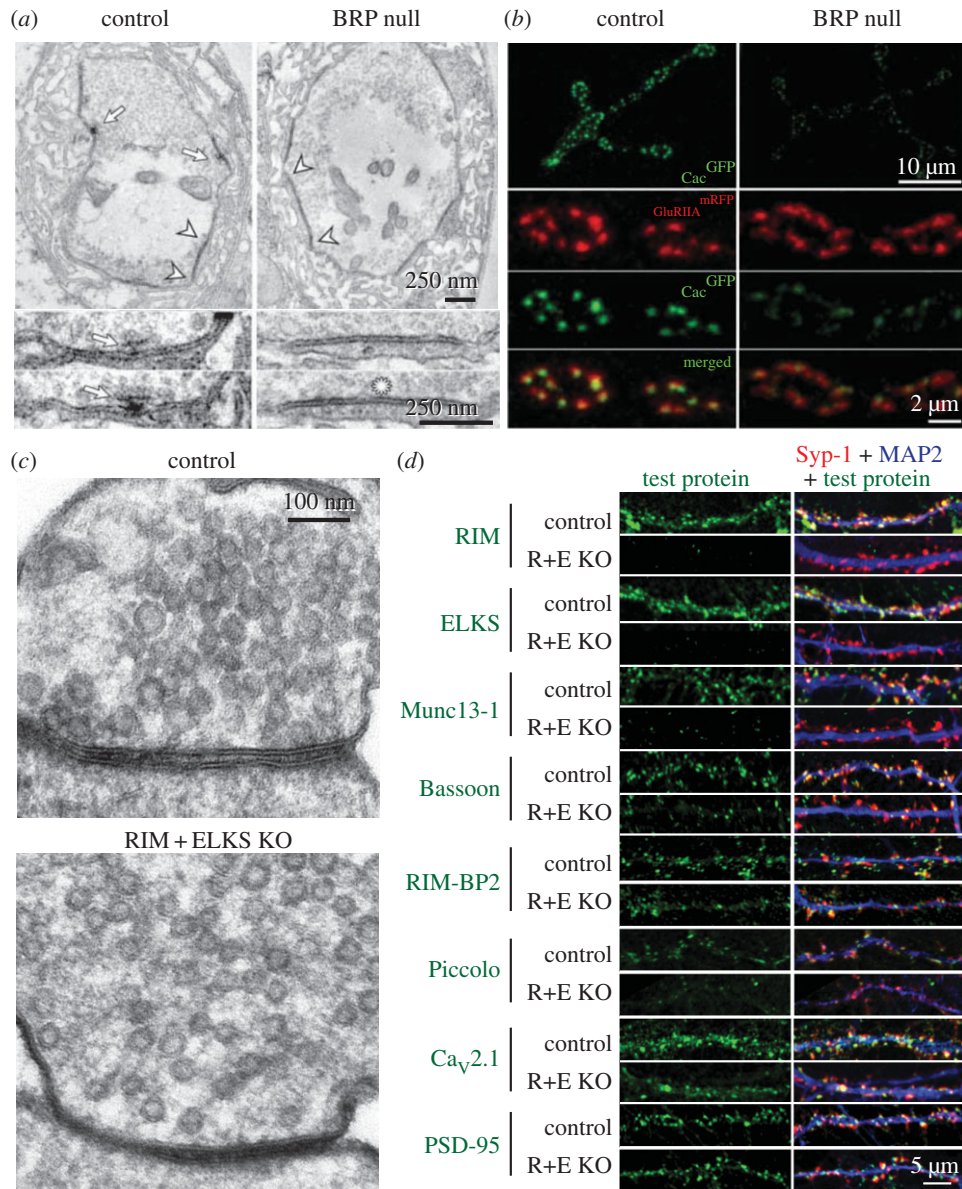 (a) control BRP null
250 nm
250 nm
(b) control BRP null
Cac^GFP
10 µm
GluRIIA^mRFP
Cac^GFP
merged
2 µm
(c) control
100 nm
RIM + ELKS KO
(d)
Syp-1 + MAP2
test protein + test protein
RIM
control
R+E KO
ELKS
control
R+E KO
Munc13-1
control
R+E KO
Bassoon
control
R+E KO
RIM-BP2
control
R+E KO
Piccolo
control
R+E KO
Ca_V2.1
control
R+E KO
PSD-95
control
R+E KO
5 µm